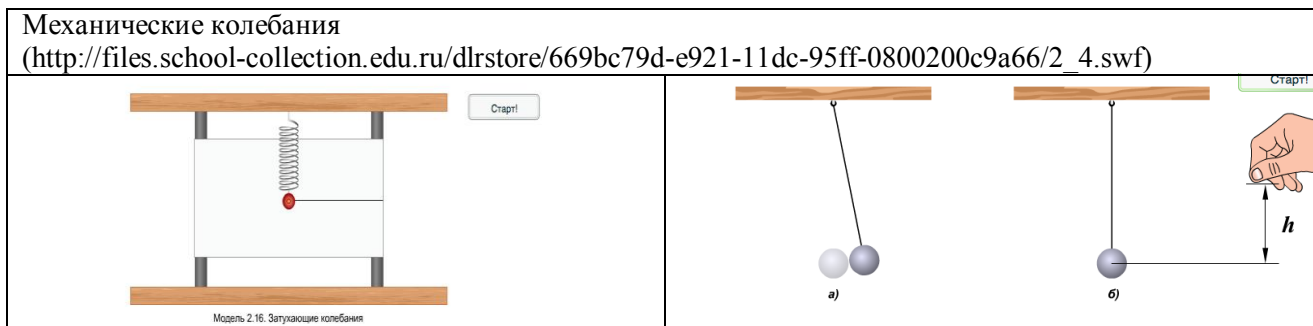 Механические колебания
(http://files.school-collection.edu.ru/dlrstore/669bc79d-e921-11dc-95ff-0800200c9a66/2_4.swf)
Старт!
Модель 2.16. Затухающие колебания
Старт!
h
а)
б)